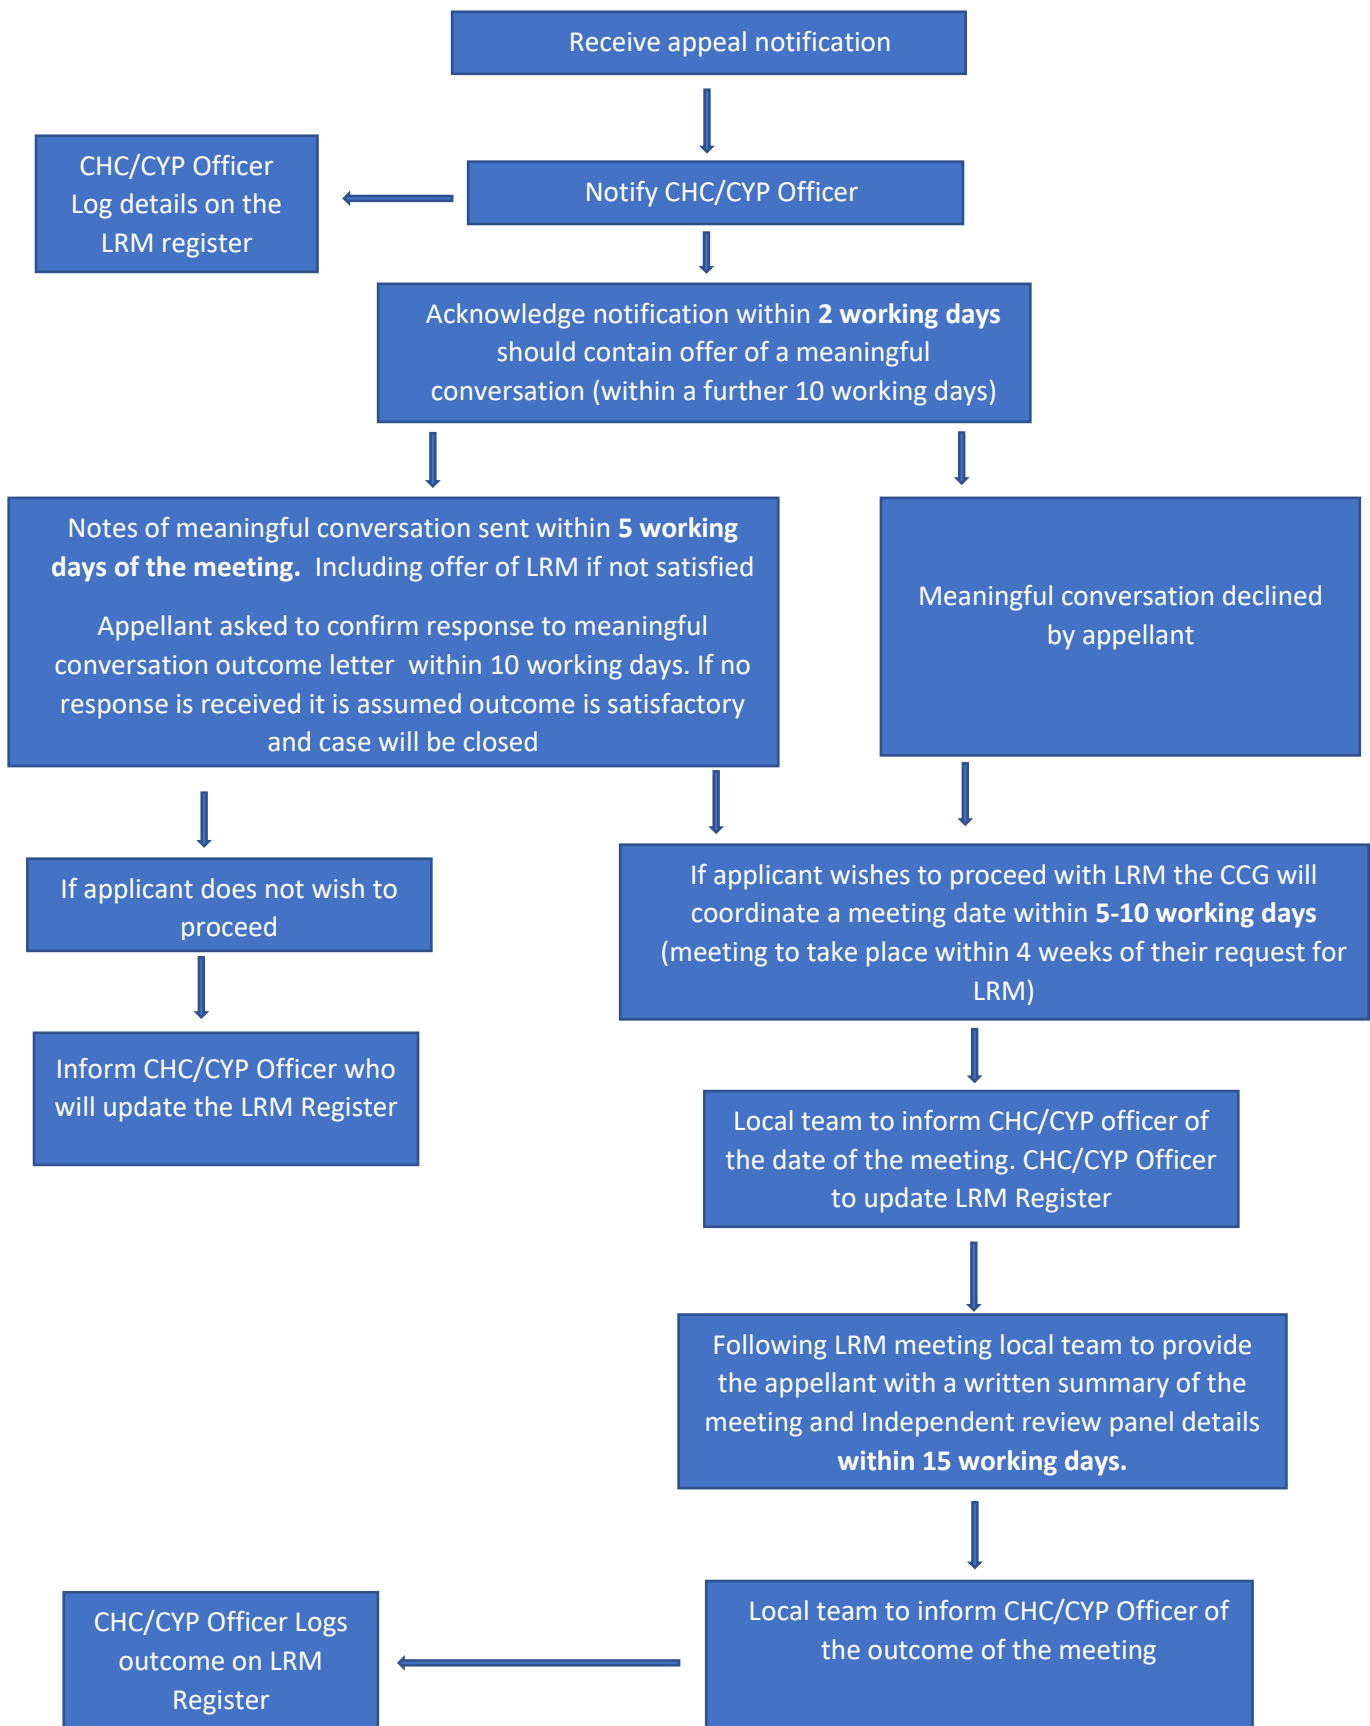 Receive appeal notification
CHC/CYP Officer
Log details on the
LRM register
Notify CHC/CYP Officer
Acknowledge notification within 2 working days
should contain offer of a meaningful
conversation (within a further 10 working days)
Notes of meaningful conversation sent within 5 working
days of the meeting.  Including offer of LRM if not satisfied
Appellant asked to confirm response to meaningful
conversation outcome letter  within 10 working days. If no
response is received it is assumed outcome is satisfactory
and case will be closed
Meaningful conversation declined
by appellant
If applicant does not wish to
proceed
If applicant wishes to proceed with LRM the CCG will
coordinate a meeting date within 5-10 working days
(meeting to take place within 4 weeks of their request for
LRM)
Inform CHC/CYP Officer who
will update the LRM Register
Local team to inform CHC/CYP officer of
the date of the meeting. CHC/CYP Officer
to update LRM Register
Following LRM meeting local team to provide
the appellant with a written summary of the
meeting and Independent review panel details
within 15 working days.
Local team to inform CHC/CYP Officer of
the outcome of the meeting
CHC/CYP Officer Logs
outcome on LRM
Register